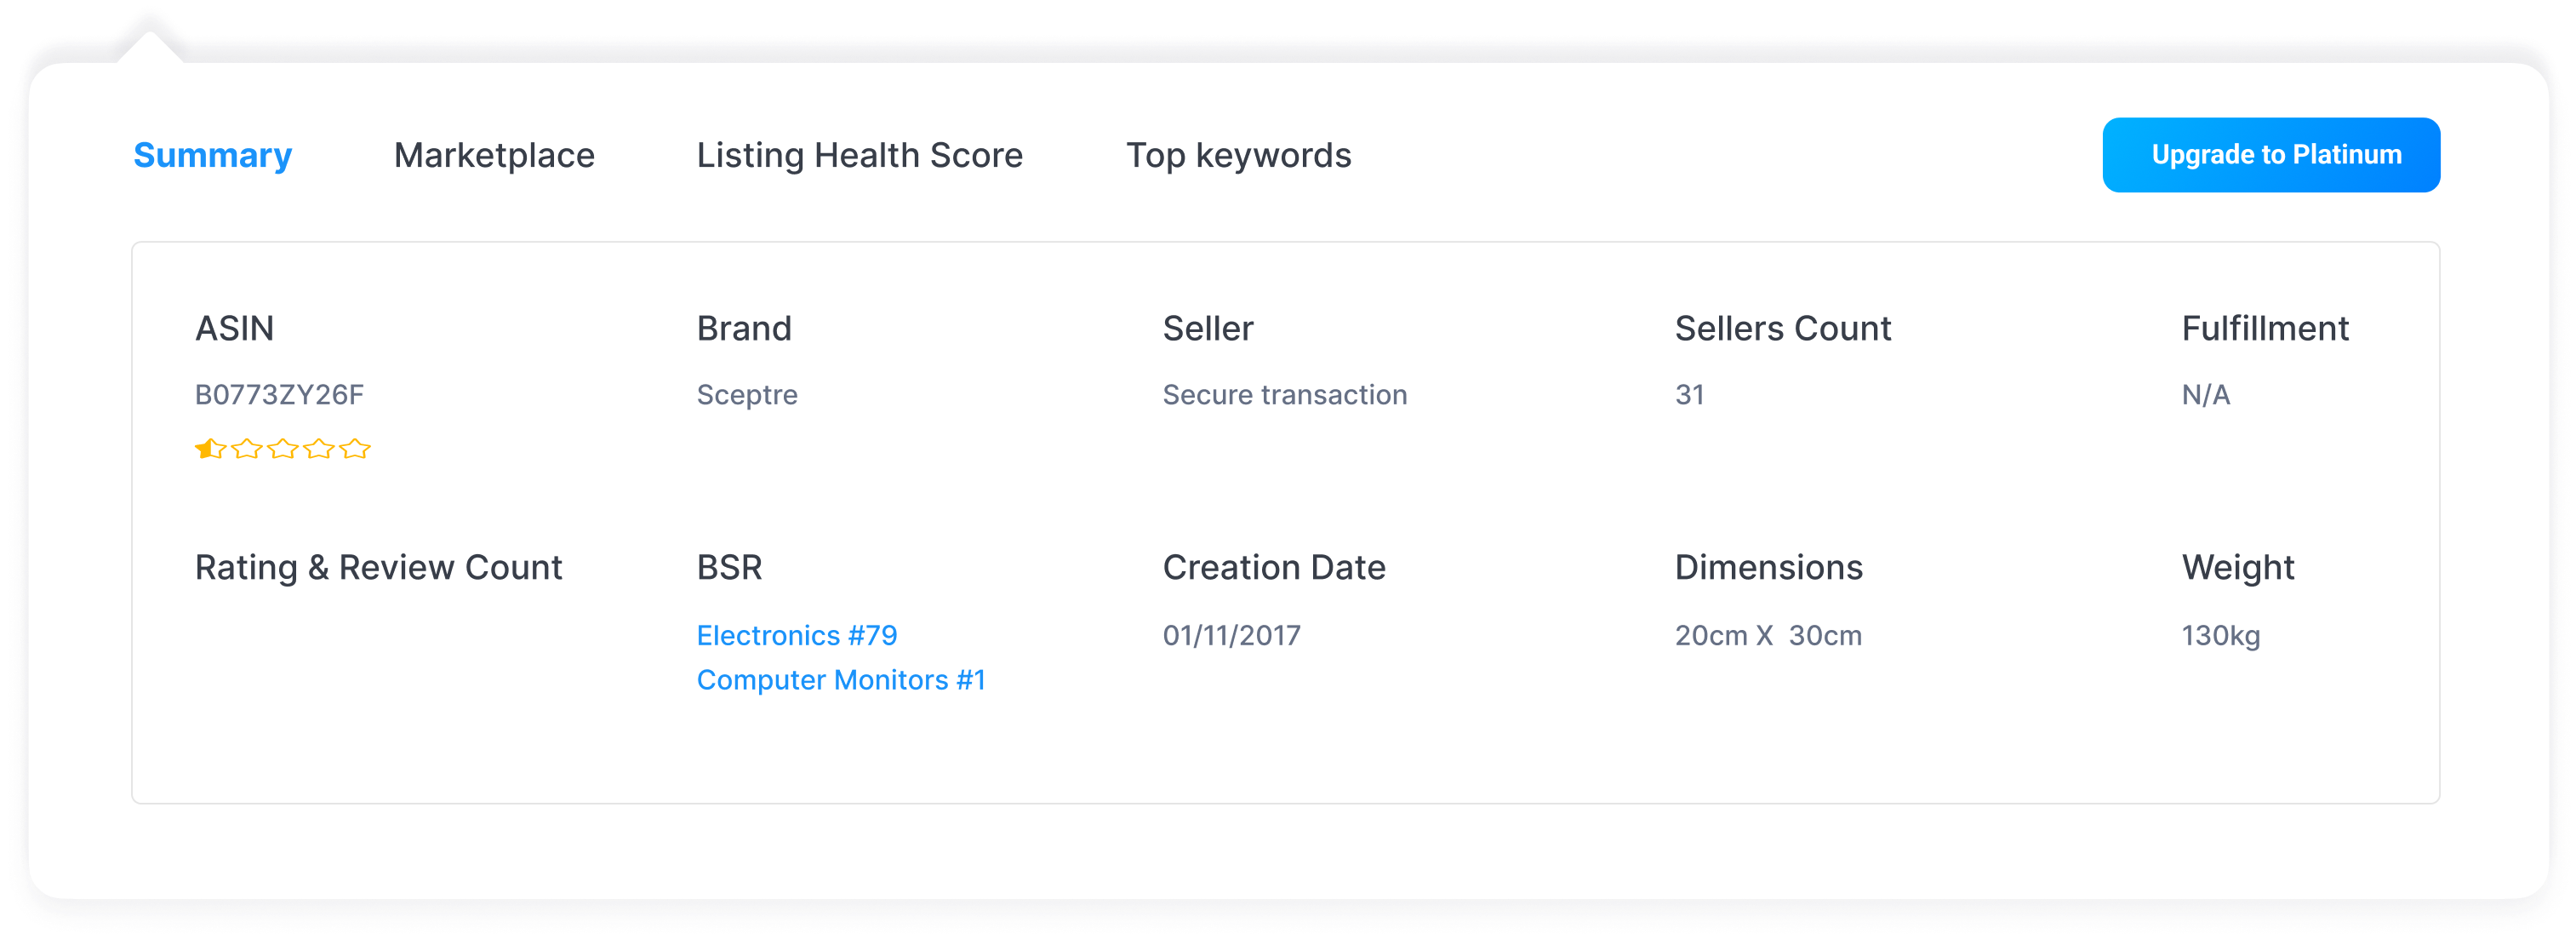 Summary Marketplace Listing Health Score Top keywords Upgrade to Platinum
ASIN Brand Seller Sellers Count Fulfillment
B0773ZY26F Sceptre Secure transaction 31 N/A
Rating & Review Count BSR Creation Date Dimensions Weight
Electronics #79 01/11/2017 20cm X 30cm 130kg
Computer Monitors #1